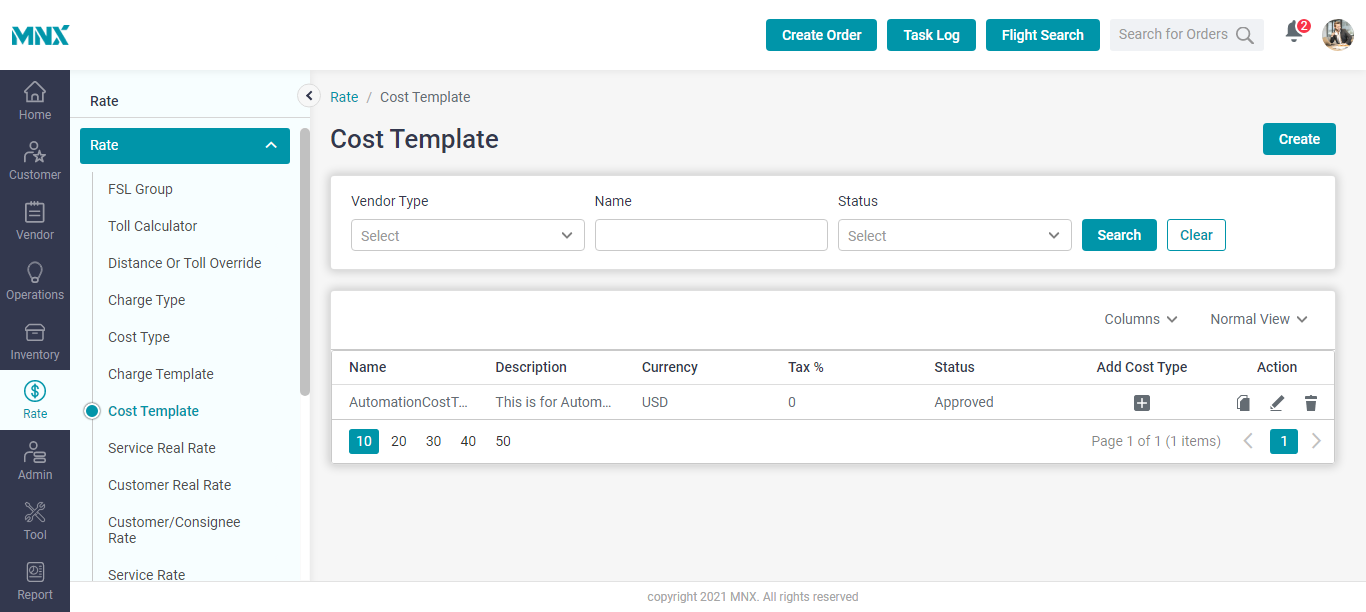 MNX
Create Order
Task Log
Flight Search
Search for Orders
2
Home
Customer
Vendor
Operations
Inventory
Rate
Admin
Tool
Report
Rate
Rate
FSL Group
Toll Calculator
Distance Or Toll Override
Charge Type
Cost Type
Charge Template
Cost Template
Service Real Rate
Customer Real Rate
Customer/Consignee
Rate
Service Rate
Rate / Cost Template
Cost Template
Create
Vendor Type
Name
Status
Select
Select
Search
Clear
Columns
Normal View
Name Description Currency Tax % Status Add Cost Type Action
AutomationCostT... This is for Autom... USD 0 Approved
10 20 30 40 50
Page 1 of 1 (1 items)
1
copyright 2021 MNX. All rights reserved